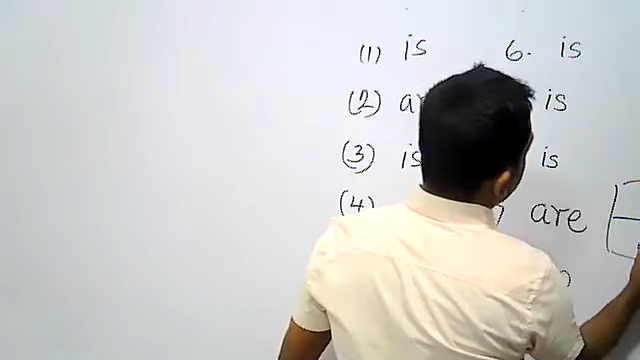 (1) is 6. is
(2) is
(3) is is
(4) are